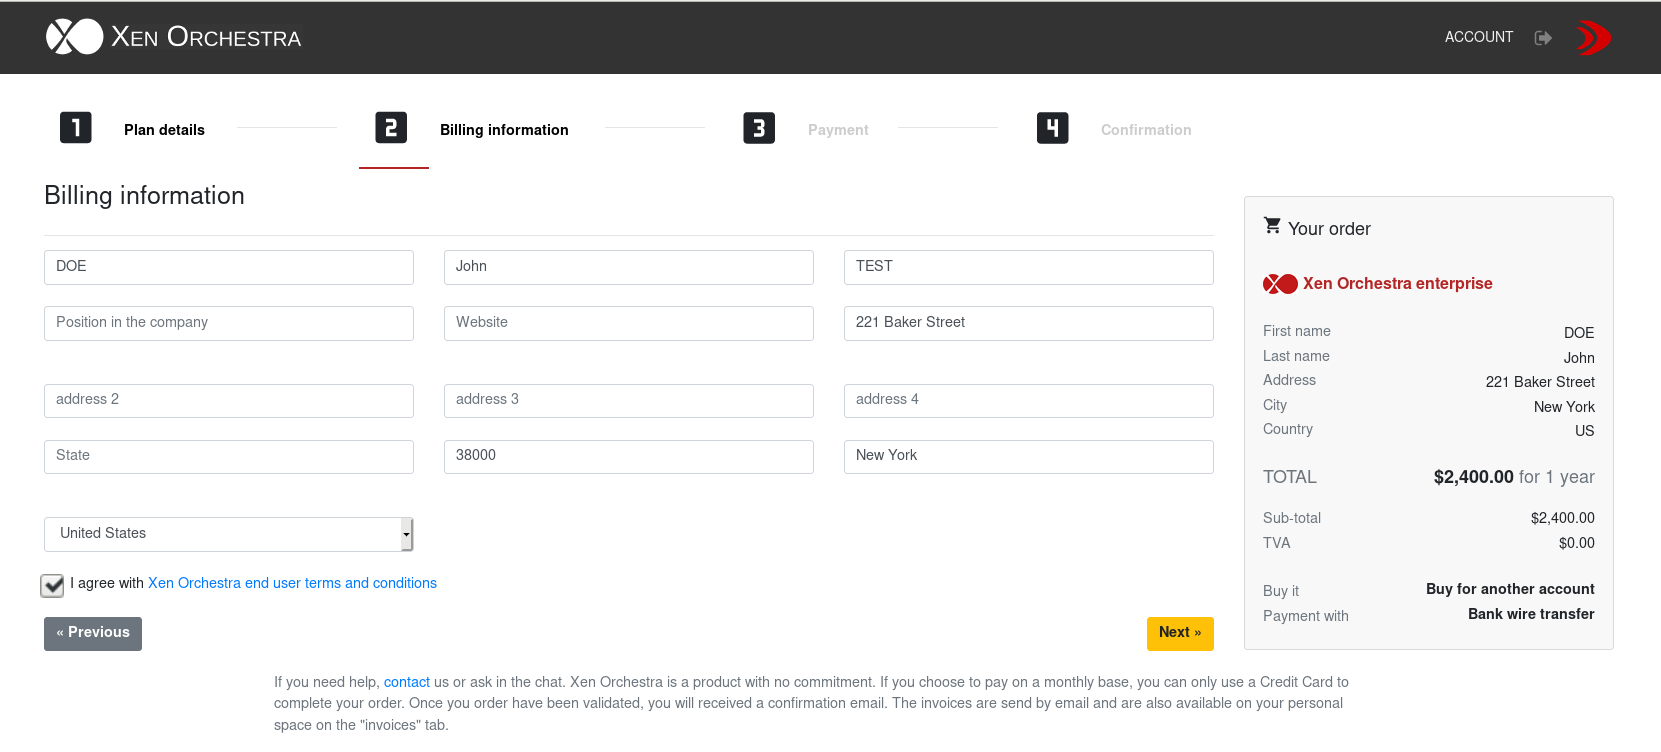 XEN ORCHESTRA
ACCOUNT
1 Plan details
2 Billing information
3 Payment
4 Confirmation
Billing information
DOE
John
TEST
Position in the company
Website
221 Baker Street
address 2
address 3
address 4
State
38000
New York
United States
I agree with Xen Orchestra end user terms and conditions
« Previous
Next »
Your order
Xen Orchestra enterprise
First name DOE
Last name John
Address 221 Baker Street
City New York
Country US
TOTAL $2,400.00 for 1 year
Sub-total $2,400.00
TVA $0.00
Buy it Buy for another account
Payment with Bank wire transfer
If you need help, contact us or ask in the chat. Xen Orchestra is a product with no commitment. If you choose to pay on a monthly base, you can only use a Credit Card to
complete your order. Once you order have been validated, you will received a confirmation email. The invoices are send by email and are also available on your personal
space on the "invoices" tab.